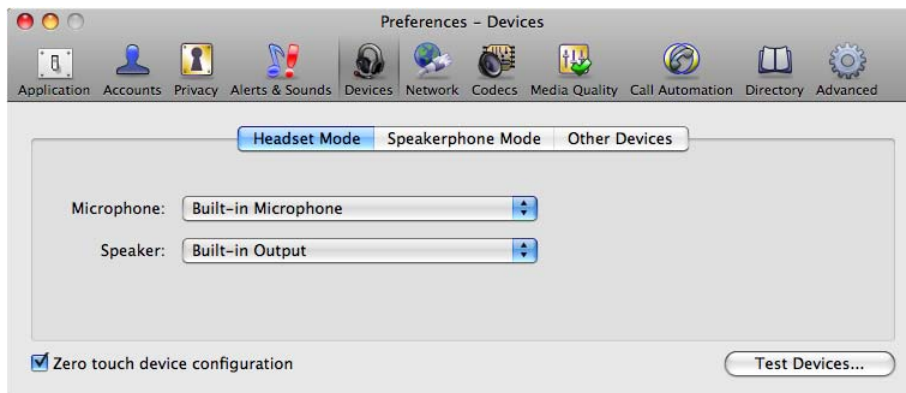 Preferences – Devices
Application Accounts Privacy Alerts & Sounds Devices Network Codecs Media Quality Call Automation Directory Advanced
Headset Mode Speakerphone Mode Other Devices
Microphone: Built-in Microphone
Speaker: Built-in Output
Zero touch device configuration Test Devices...